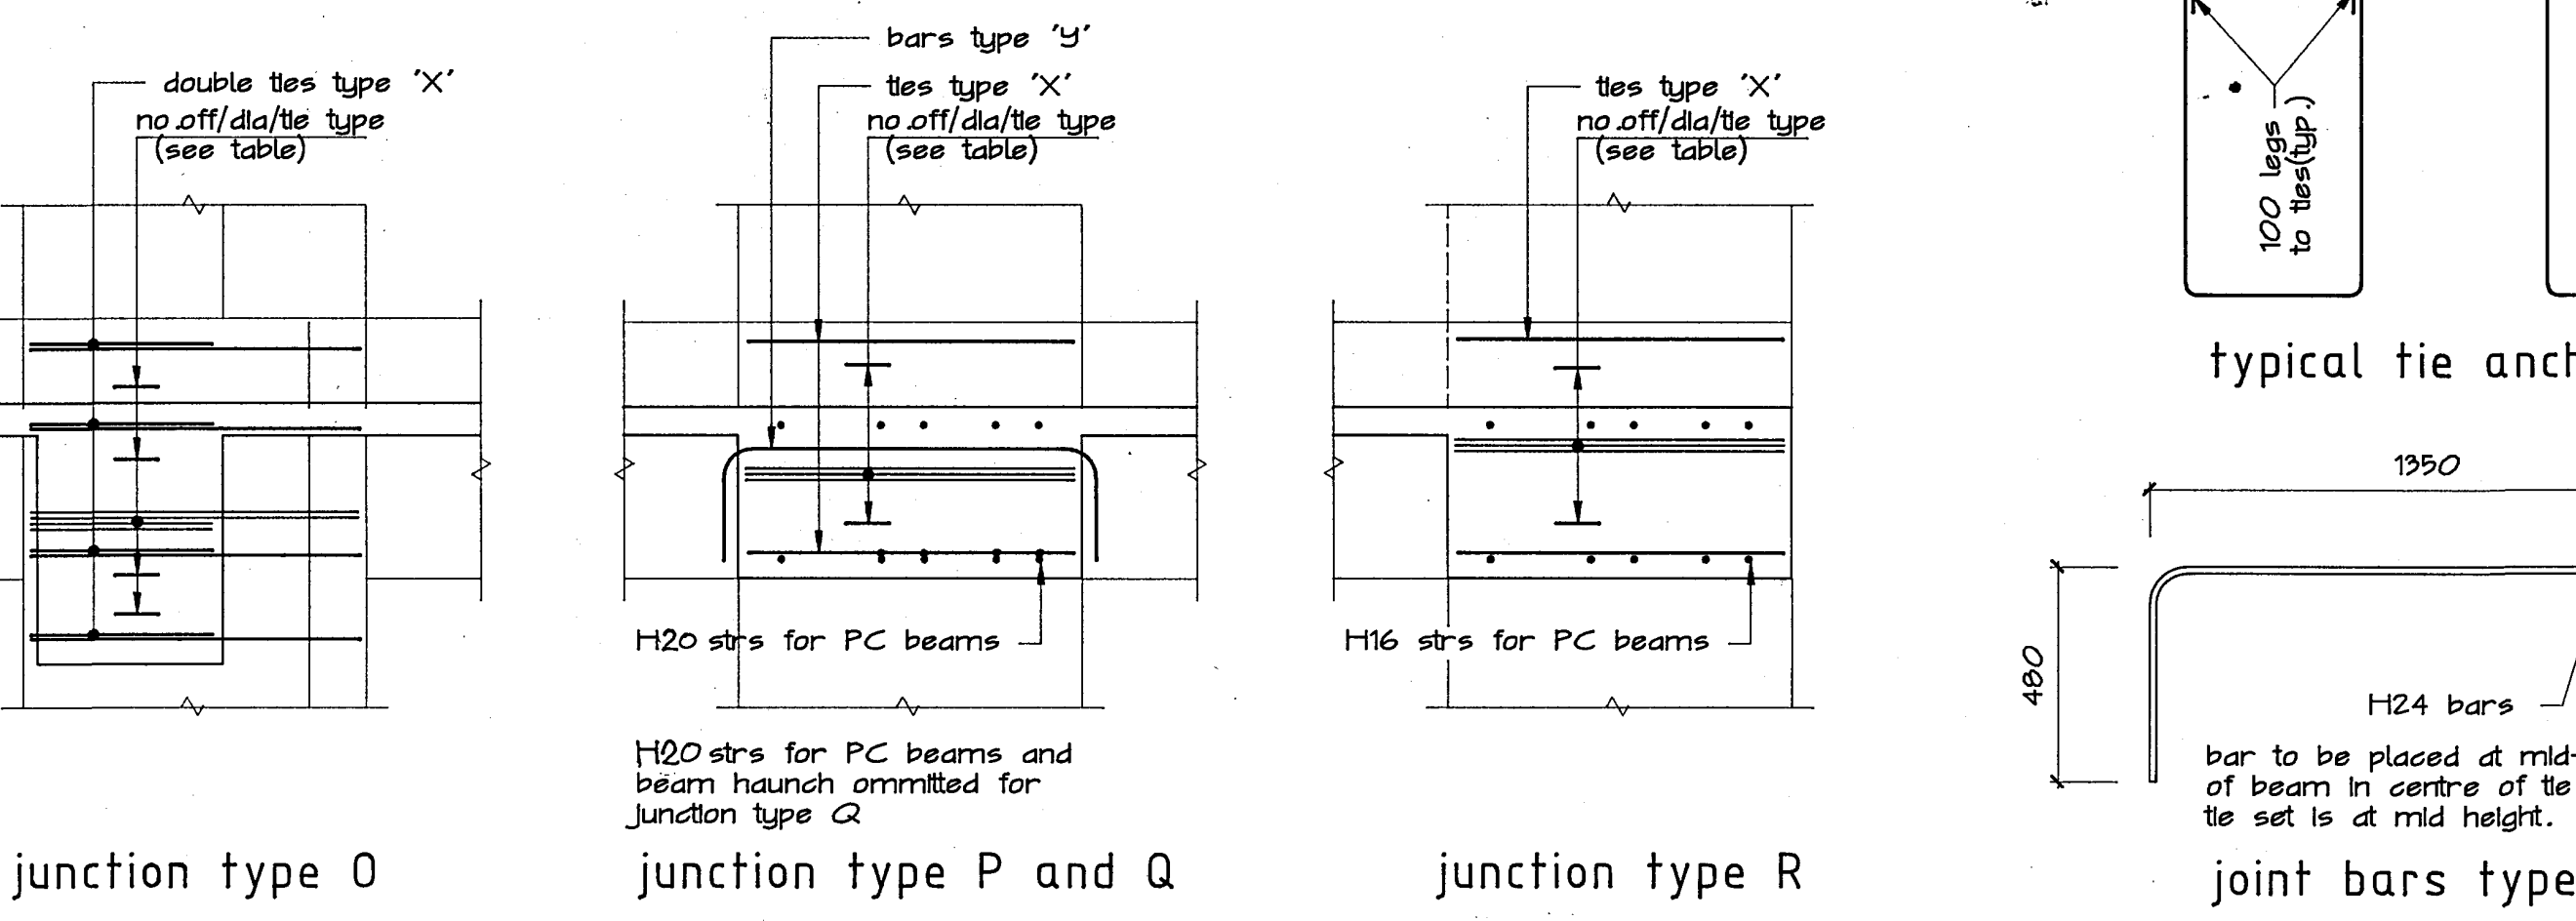 double ties type 'X'
no.off/dia/tie type
(see table)
junction type O
bars type 'y'
ties type 'X'
no.off/dia/tie type
(see table)
H20 strs for PC beams
H20 strs for PC beams and
beam haunch ommitted for
junction type Q
junction type P and Q
ties type 'X'
no.off/dia/tie type
(see table)
H16 strs for PC beams
junction type R
100 legs
to ties(typ.)
typical tie anch
1350
480
H24 bars
bar to be placed at mid-
of beam in centre of tie
tie set is at mid height.
joint bars type